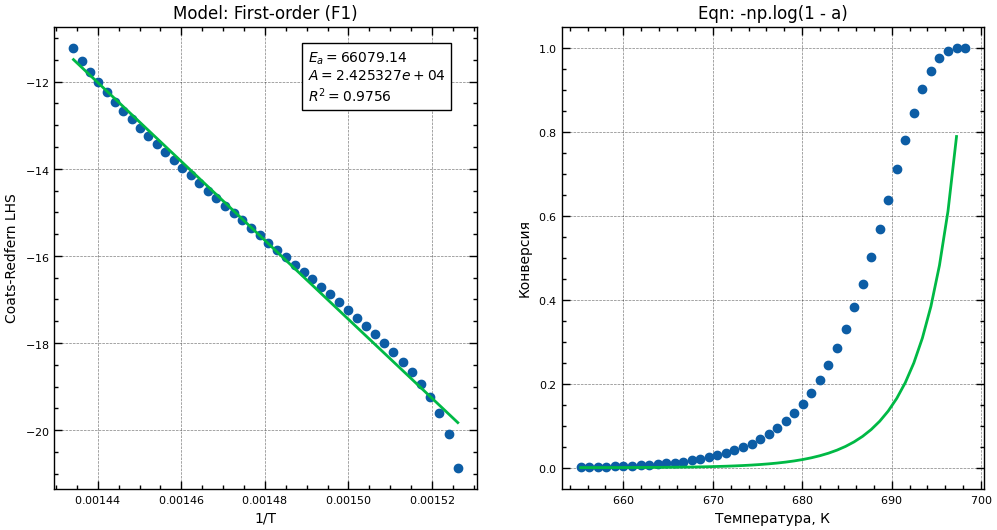 Model: First-order (F1)
Eₐ = 66079.14
A = 2.425327e + 04
R² = 0.9756
Coats-Redfern LHS
−12
−14
−16
−18
−20
0.00144
0.00146
0.00148
0.00150
0.00152
1/T
Eqn: -np.log(1 - a)
Конверсия
1.0
0.8
0.6
0.4
0.2
0.0
660
670
680
690
700
Температура, К